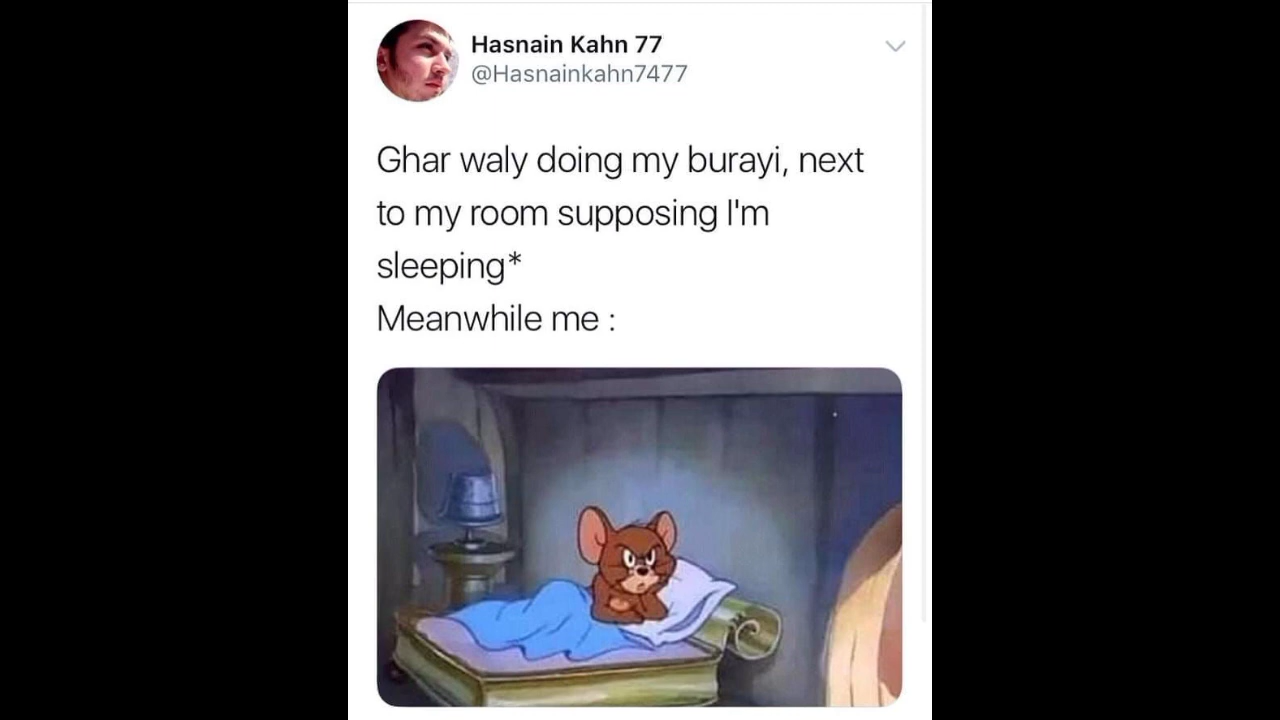 Hasnain Kahn 77
@Hasnainkahn7477
Ghar waly doing my burayi, next
to my room supposing I'm
sleeping*
Meanwhile me :